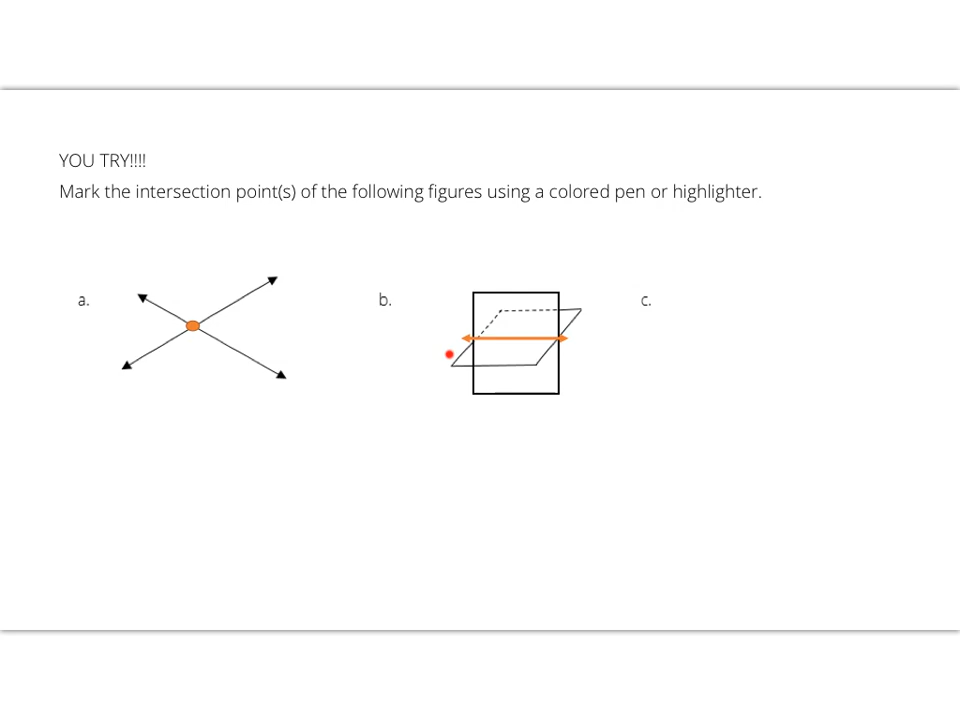 YOU TRY!!!!
Mark the intersection point(s) of the following figures using a colored pen or highlighter.
a.
b.
c.